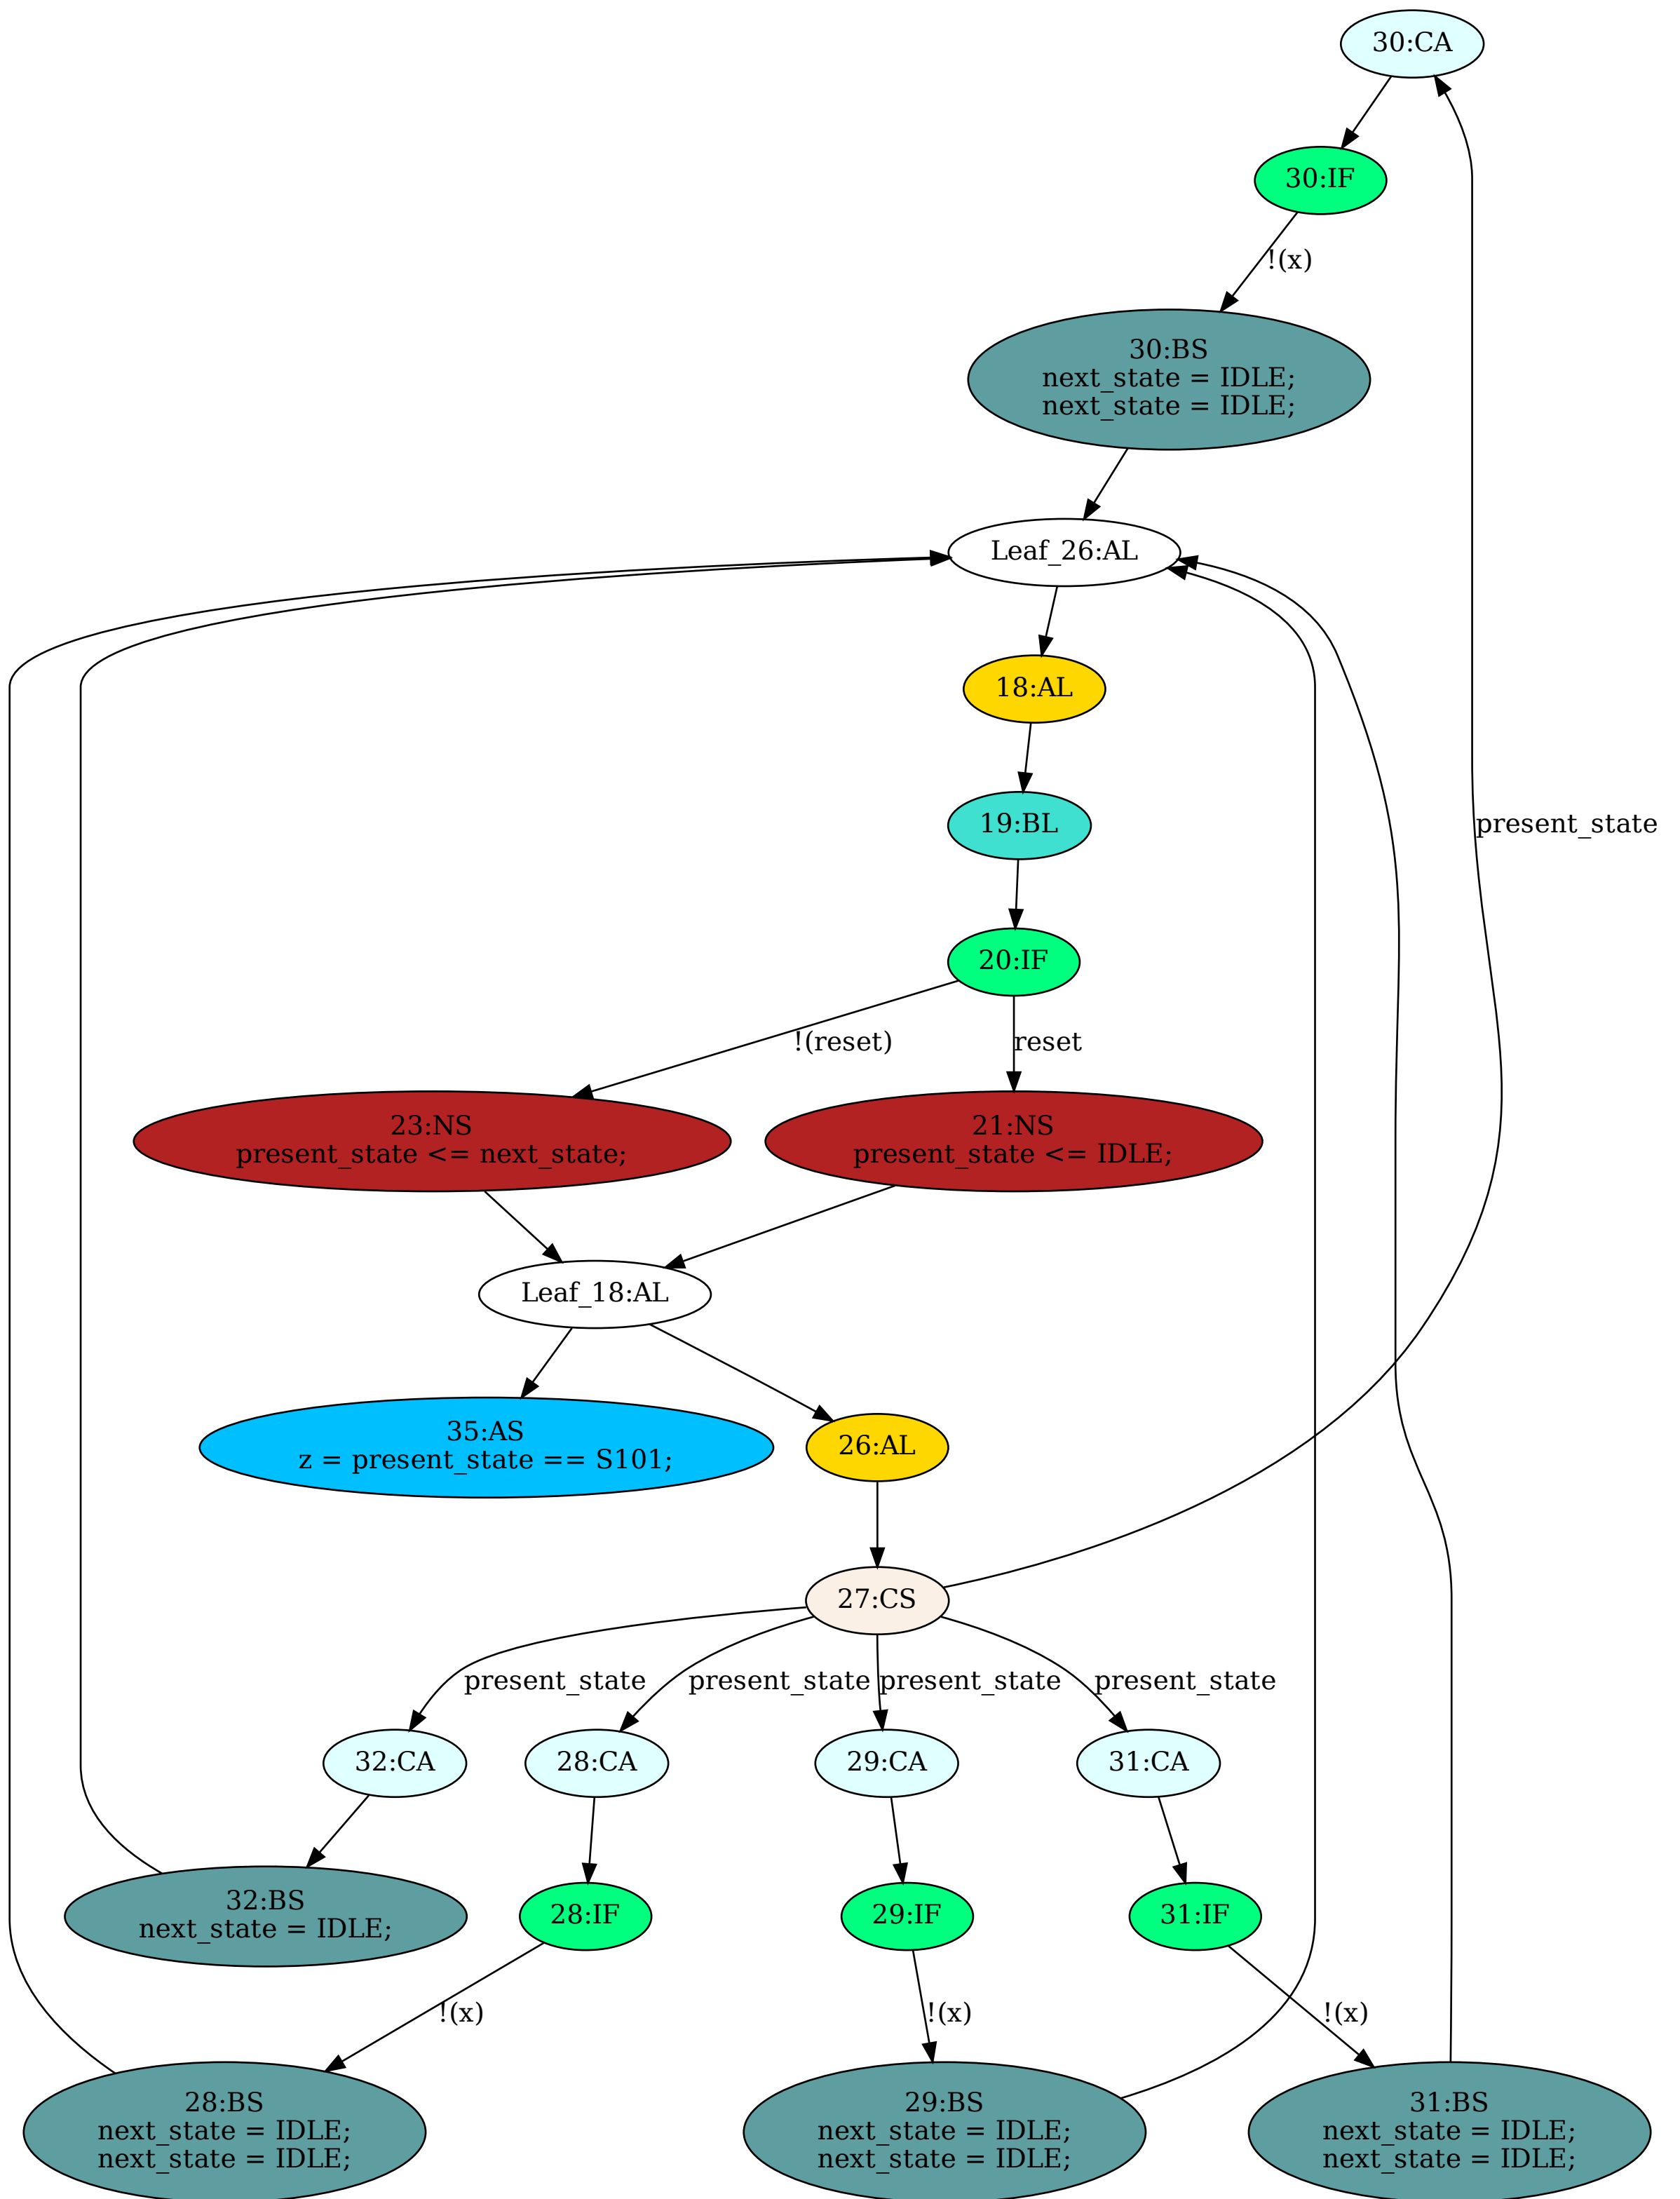 30:CA
30:IF
!(x)
30:BS
next_state = IDLE;
next_state = IDLE;
Leaf_26:AL
18:AL
19:BL
present_state
20:IF
!(reset)
reset
23:NS
present_state <= next_state;
21:NS
present_state <= IDLE;
Leaf_18:AL
35:AS
z = present_state == S101;
26:AL
27:CS
present_state
present_state
present_state
present_state
32:CA
28:CA
29:CA
31:CA
32:BS
next_state = IDLE;
28:IF
29:IF
31:IF
!(x)
!(x)
!(x)
28:BS
next_state = IDLE;
next_state = IDLE;
29:BS
next_state = IDLE;
next_state = IDLE;
31:BS
next_state = IDLE;
next_state = IDLE;